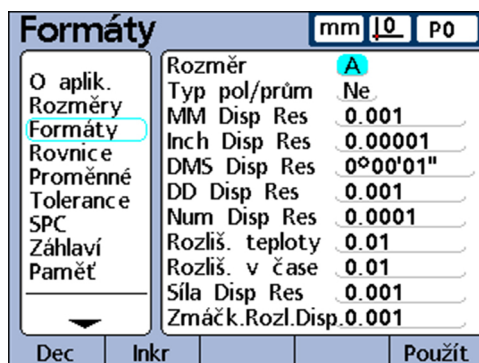 Formáty mm 0 P0
O aplik.
Rozměry
Formáty
Rovnice
Proměnné
Tolerance
SPC
Záhlaví
Paměť
Rozměr A
Typ pol/prům Ne
MM Disp Res 0.001
Inch Disp Res 0.00001
DMS Disp Res 0°00'01"
DD Disp Res 0.001
Num Disp Res 0.0001
Rozliš. teploty 0.01
Rozliš. v čase 0.01
Síla Disp Res 0.001
Zmáčk.Rozl.Disp. 0.001
Dec Inkr Použít